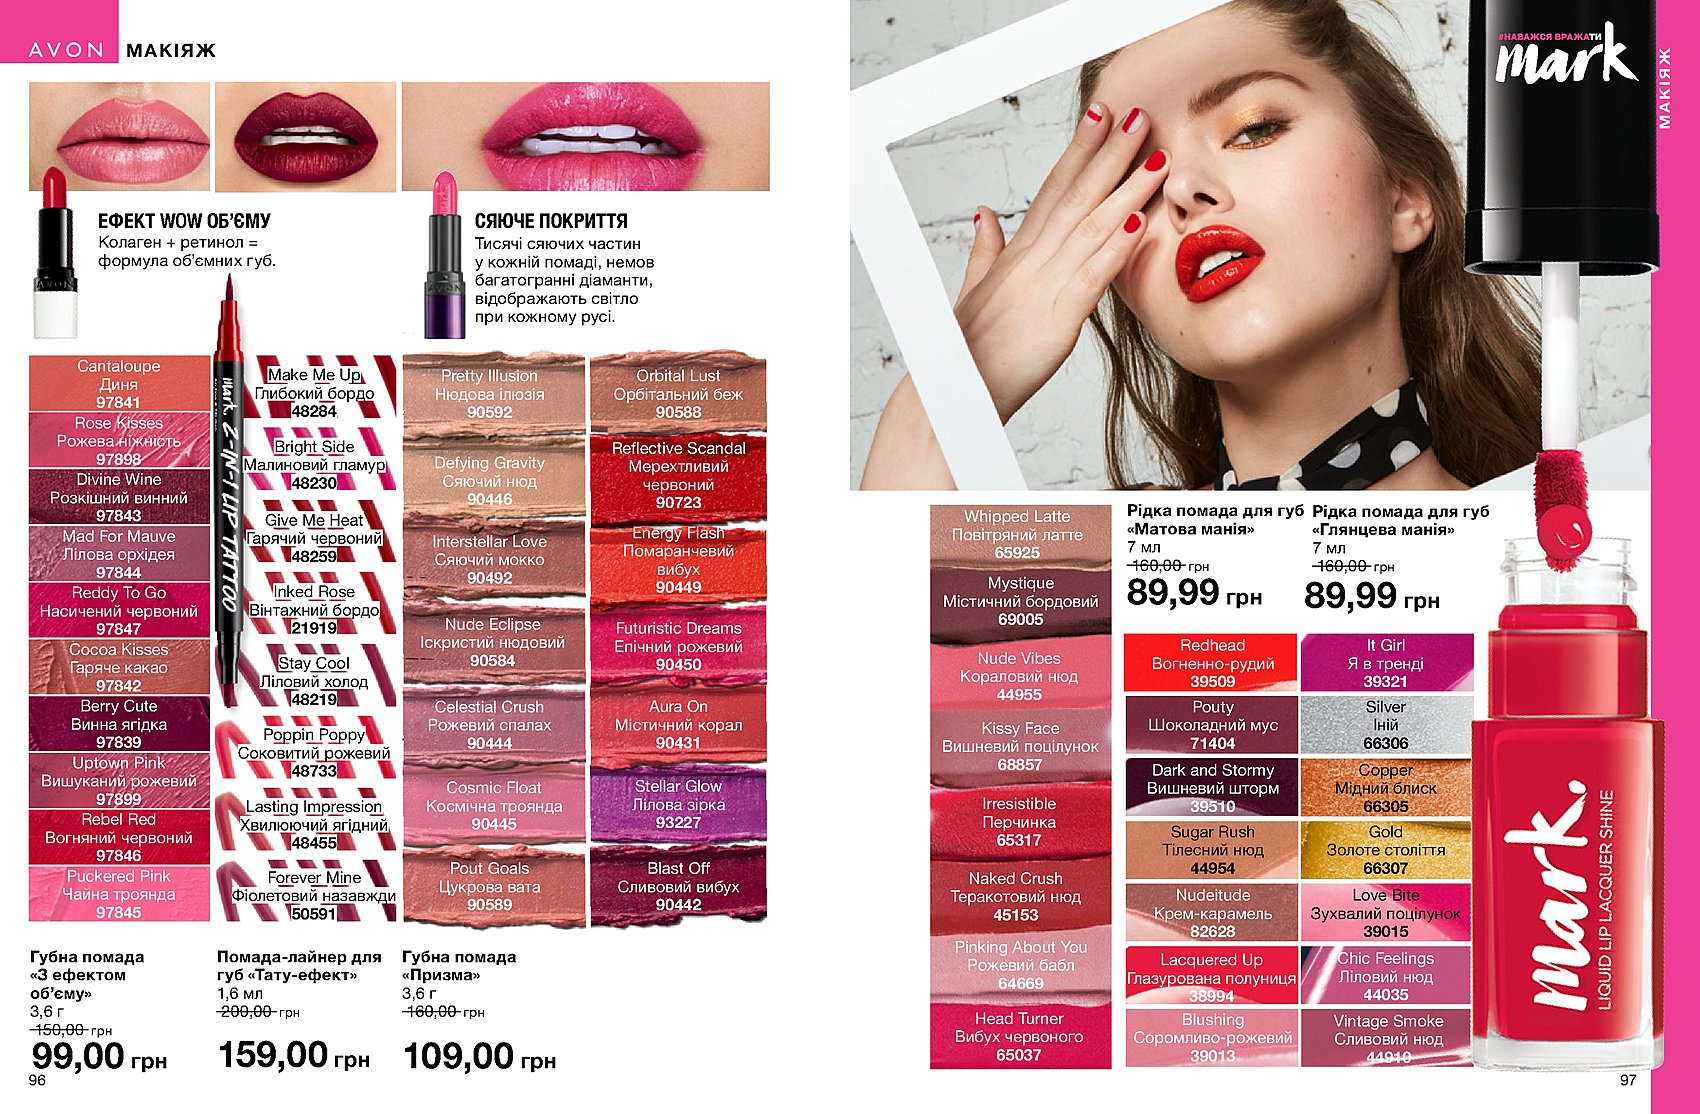 AVON
МАКІЯЖ
ЕФЕКТ WOW ОБ’ЄМУ
Колаген + ретинол =
формула об’ємних губ.
СЯЮЧЕ ПОКРИТТЯ
Тисячі сяючих частин
у кожній помаді, немов
багатогранні діаманти,
відображають світло
при кожному русі.
AVON
AVON
Cantaloupe
Диня
97841
Rose Kisses
Рожева ніжність
97898
Divine Wine
Розкішний винний
97843
Mad For Mauve
Лілова орхідея
97844
Reddy To Go
Насичений червоний
97847
Cocoa Kisses
Гаряче какао
97842
Berry Cute
Винна ягідка
97839
Uptown Pink
Вишуканий рожевий
97899
Rebel Red
Вогняний червоний
97846
Puckered Pink
Чайна троянда
97845
mark. 2-IN-1 LIP TATTOO
Make Me Up
Глибокий бордо
48284
Bright Side
Малиновий гламур
48230
Give Me Heat
Гарячий червоний
48259
Inked Rose
Вінтажний бордо
21919
Stay Cool
Ліловий холод
48219
Poppin Poppy
Соковитий рожевий
48733
Lasting Impression
Хвилюючий ягідний
48455
Forever Mine
Фіолетовий назавжди
50591
Pretty Illusion
Нюдова ілюзія
90592
Defying Gravity
Сяючий нюд
90446
Interstellar Love
Сяючий мокко
90492
Nude Eclipse
Іскристий нюдовий
90584
Celestial Crush
Рожевий спалах
90444
Cosmic Float
Космічна троянда
90445
Pout Goals
Цукрова вата
90589
Orbital Lust
Орбітальний беж
90588
Reflective Scandal
Мерехтливий
червоний
90723
Energy Flash
Помаранчевий
вибух
90449
Futuristic Dreams
Епічний рожевий
90450
Aura On
Містичний корал
90431
Stellar Glow
Лілова зірка
93227
Blast Off
Сливовий вибух
90442
Губна помада
«З ефектом
об’єму»
3,6 г
150,00 грн
99,00 грн
Помада-лайнер для
губ «Тату-ефект»
1,6 мл
200,00 грн
159,00 грн
Губна помада
«Призма»
3,6 г
160,00 грн
109,00 грн
96
#НАВАЖСЯ ВРАЖАТИ
mark
МАКІЯЖ
Whipped Latte
Повітряний латте
65925
Mystique
Містичний бордовий
69005
Nude Vibes
Кораловий нюд
44955
Kissy Face
Вишневий поцілунок
68857
Irresistible
Перчинка
65317
Naked Crush
Теракотовий нюд
45153
Pinking About You
Рожевий бабл
64669
Head Turner
Вибух червоного
65037
Рідка помада для губ
«Матова манія»
7 мл
160,00 грн
89,99 грн
Рідка помада для губ
«Глянцева манія»
7 мл
160,00 грн
89,99 грн
Redhead
Вогненно-рудий
39509
Pouty
Шоколадний мус
71404
Dark and Stormy
Вишневий шторм
39510
Sugar Rush
Тілесний нюд
44954
Nudeitude
Крем-карамель
82628
Lacquered Up
Глазурована полуниця
38994
Blushing
Соромливо-рожевий
39013
It Girl
Я в тренді
39321
Silver
Іній
66306
Copper
Мідний блиск
66305
Gold
Золоте століття
66307
Love Bite
Зухвалий поцілунок
39015
Chic Feelings
Ліловий нюд
44035
Vintage Smoke
Сливовий нюд
44910
mark.
LIQUID LIP LACQUER SHINE
97